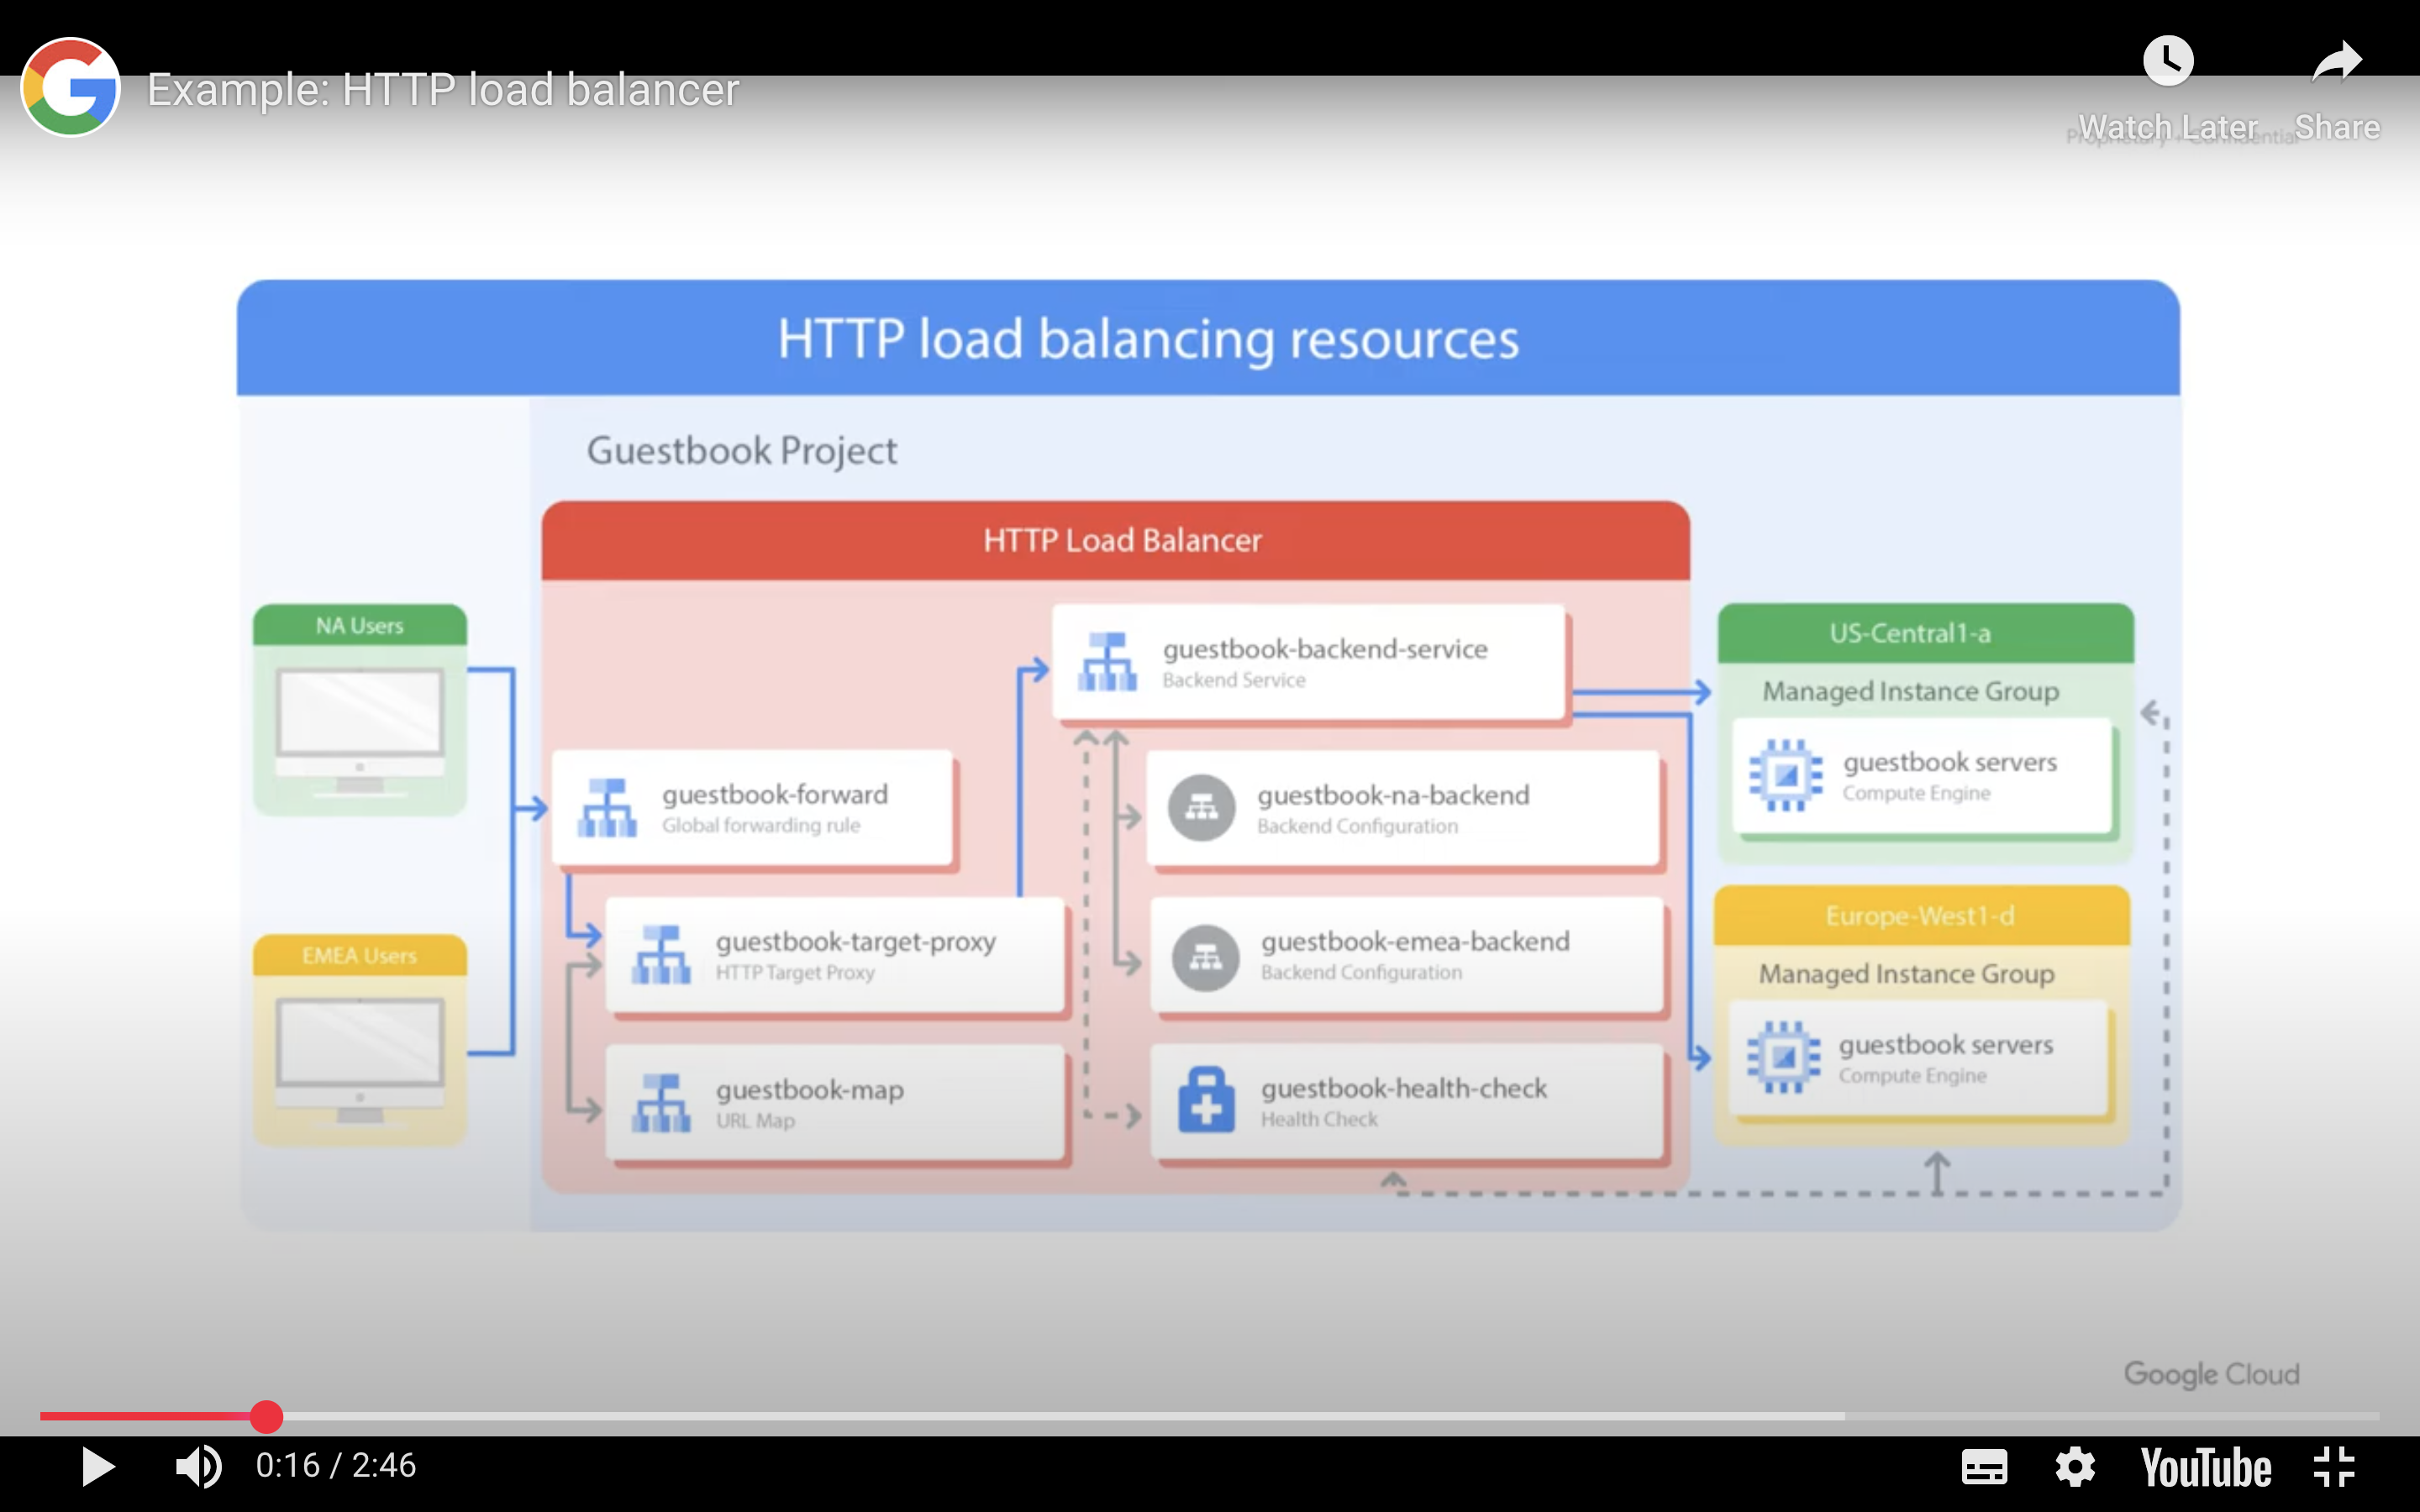 Example: HTTP load balancer
Watch Later
Share
Proprietary + Confidential
HTTP load balancing resources
Guestbook Project
HTTP Load Balancer
NA Users
guestbook-backend-service
Backend Service
US-Central1-a
Managed Instance Group
guestbook servers
Compute Engine
guestbook-forward
Global forwarding rule
guestbook-na-backend
Backend Configuration
EMEA Users
guestbook-target-proxy
HTTP Target Proxy
guestbook-emea-backend
Backend Configuration
Europe-West1-d
Managed Instance Group
guestbook servers
Compute Engine
guestbook-map
URL Map
guestbook-health-check
Health Check
Google Cloud
0:16 / 2:46
YouTube